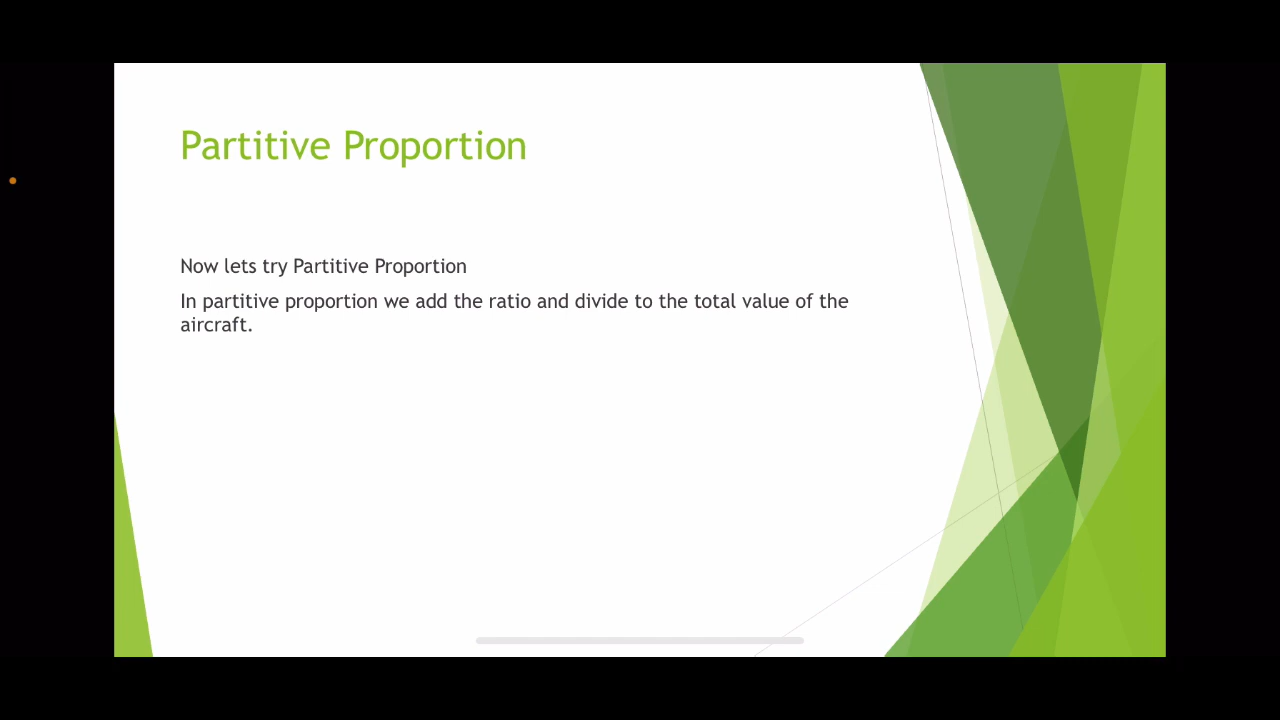 Partitive Proportion
Now lets try Partitive Proportion
In partitive proportion we add the ratio and divide to the total value of the
aircraft.